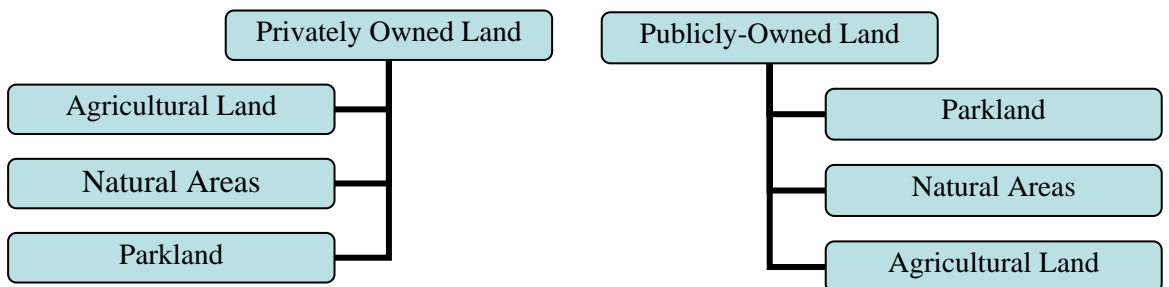 Privately Owned Land
Agricultural Land
Natural Areas
Parkland
Publicly-Owned Land
Parkland
Natural Areas
Agricultural Land